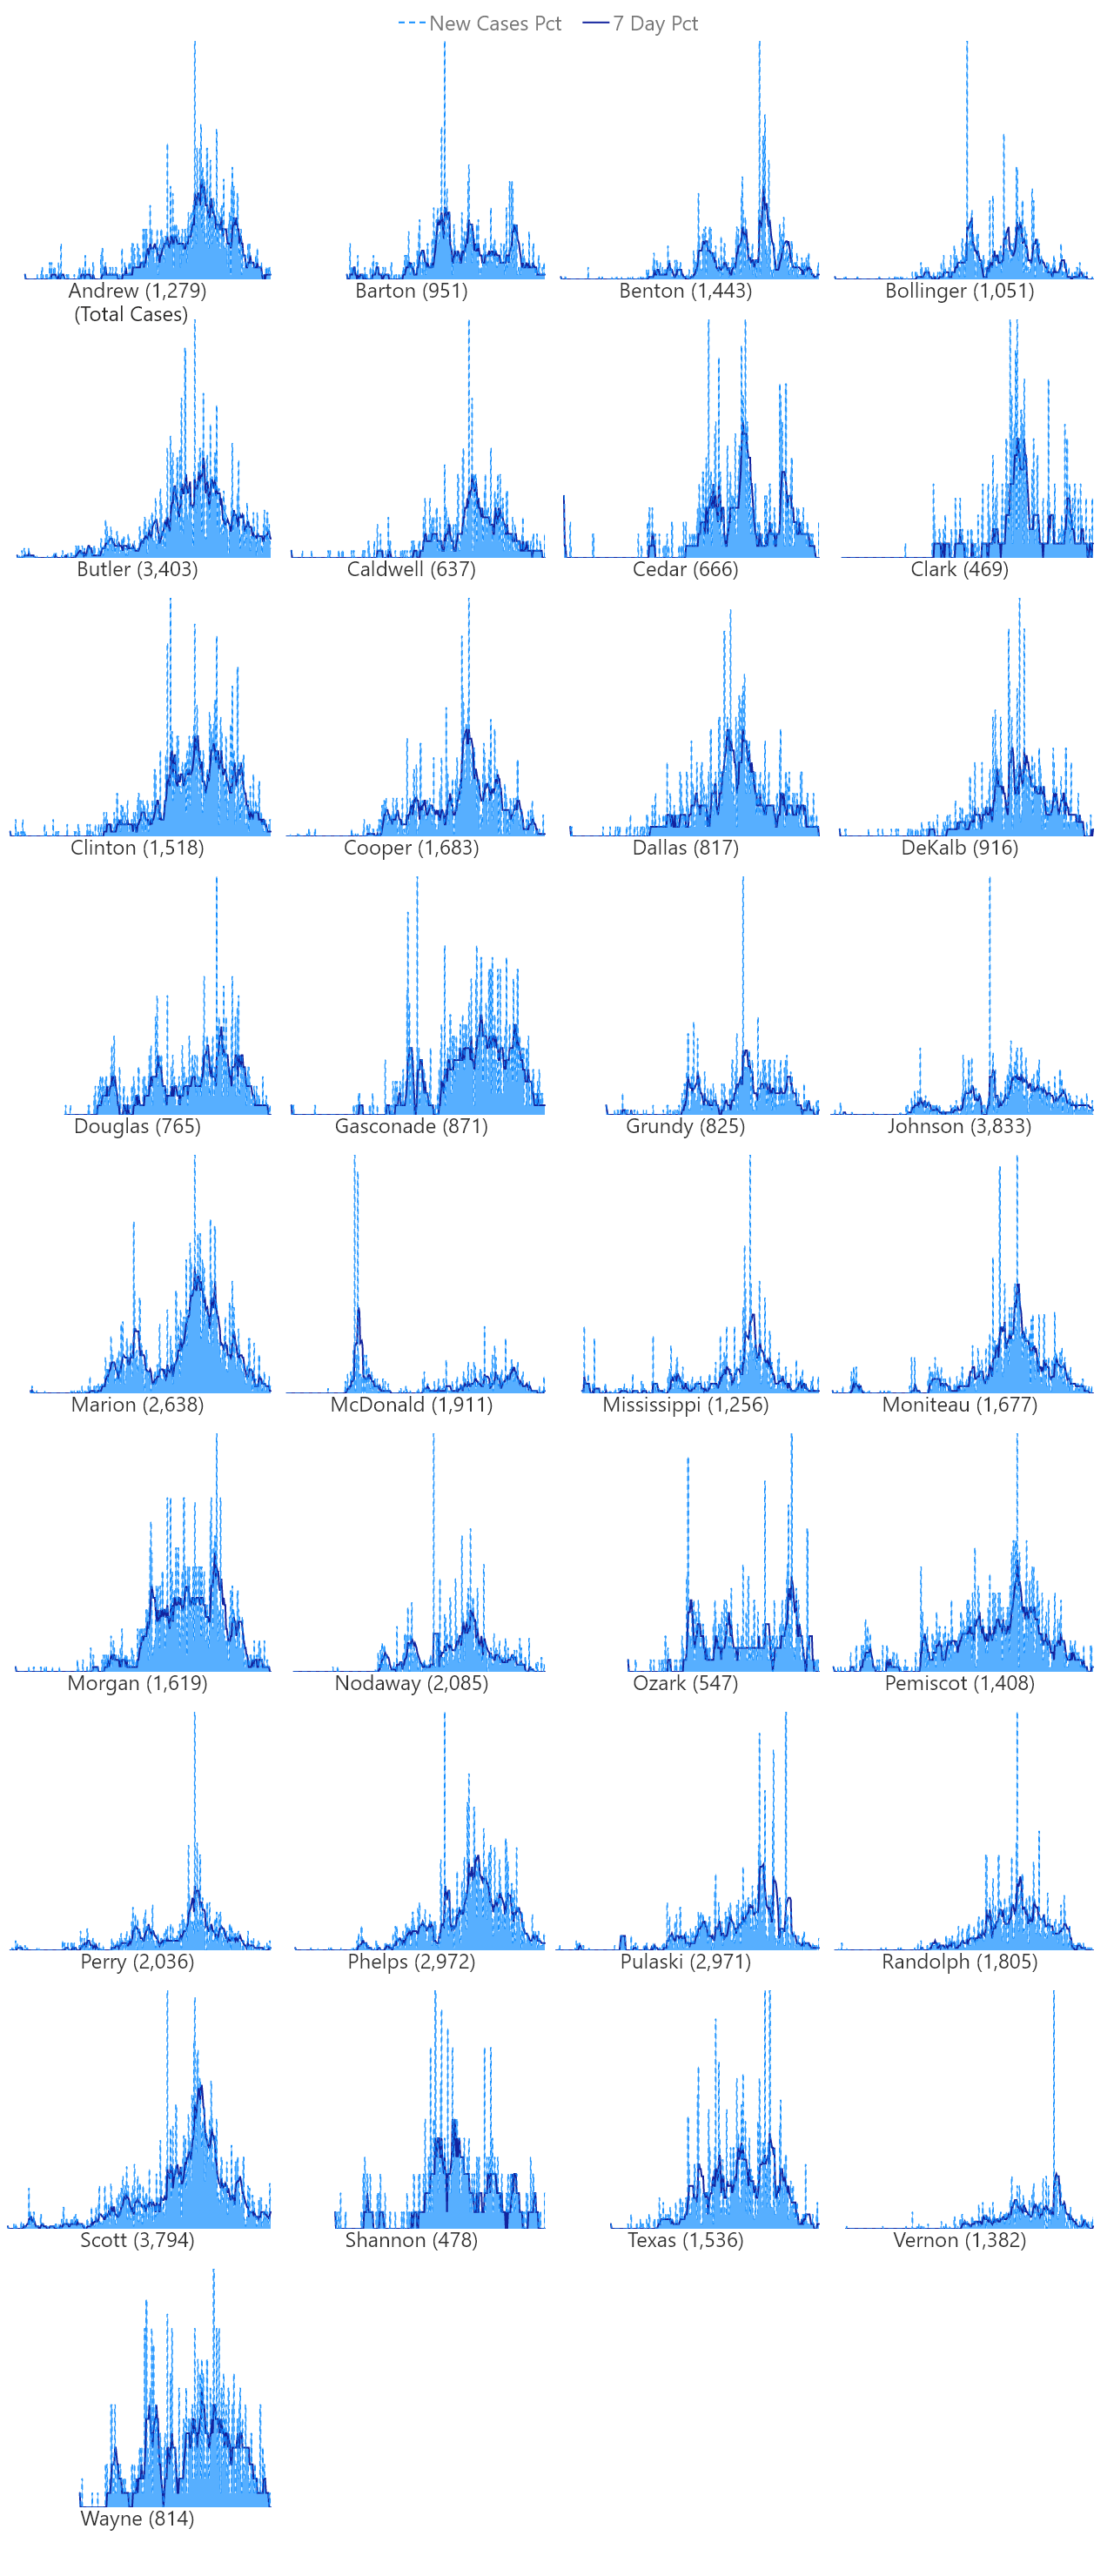 New Cases Pct 7 Day Pct
Andrew (1,279) Barton (951) Benton (1,443) Bollinger (1,051)
(Total Cases)
Butler (3,403) Caldwell (637) Cedar (666) Clark (469)
Clinton (1,518) Cooper (1,683) Dallas (817) DeKalb (916)
Douglas (765) Gasconade (871) Grundy (825) Johnson (3,833)
Marion (2,638) McDonald (1,911) Mississippi (1,256) Moniteau (1,677)
Morgan (1,619) Nodaway (2,085) Ozark (547) Pemiscot (1,408)
Perry (2,036) Phelps (2,972) Pulaski (2,971) Randolph (1,805)
Scott (3,794) Shannon (478) Texas (1,536) Vernon (1,382)
Wayne (814)